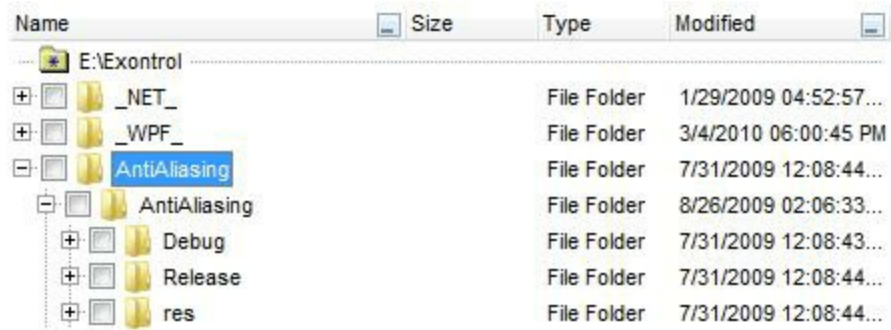 Name Size Type Modified
E:\Exontrol
_NET_ File Folder 1/29/2009 04:52:57...
_WPF_ File Folder 3/4/2010 06:00:45 PM
AntiAliasing File Folder 7/31/2009 12:08:44...
AntiAliasing File Folder 8/26/2009 02:06:33...
Debug File Folder 7/31/2009 12:08:43...
Release File Folder 7/31/2009 12:08:44...
res File Folder 7/31/2009 12:08:44...